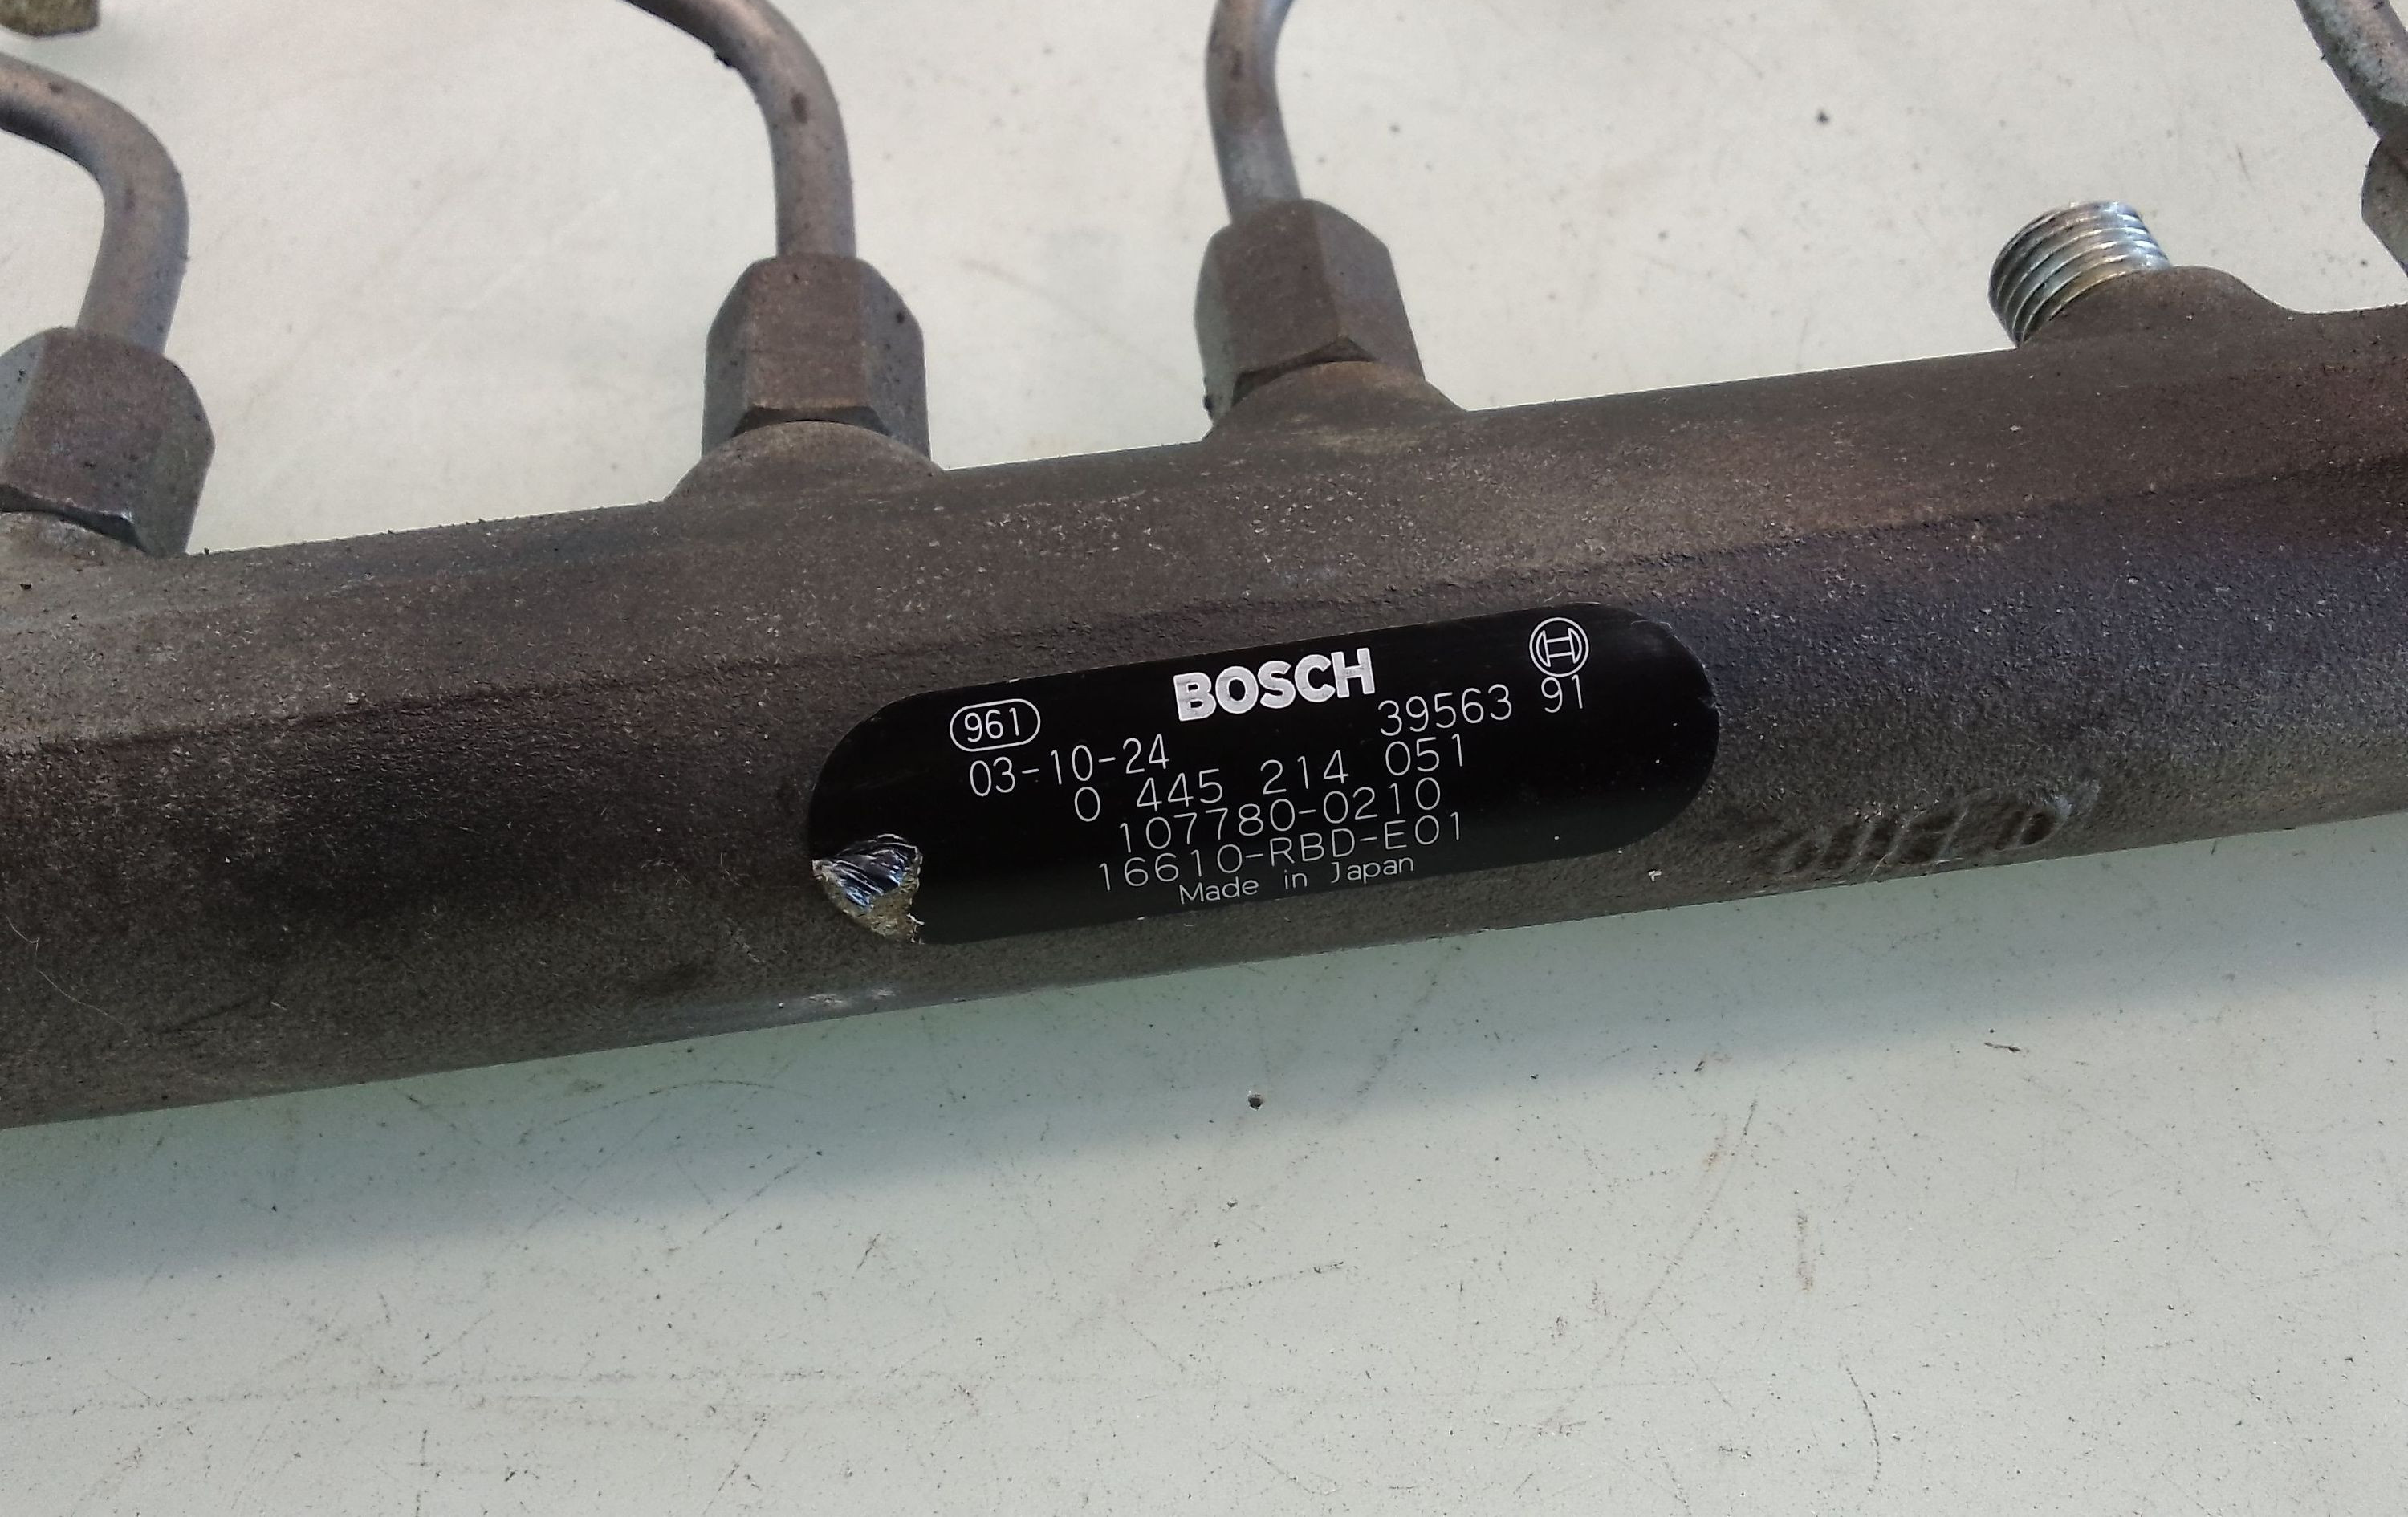 BOSCH
961
39563 91
03-10-24
0 445 214 051
107780-0210
16610-RBD-E01
Made in Japan